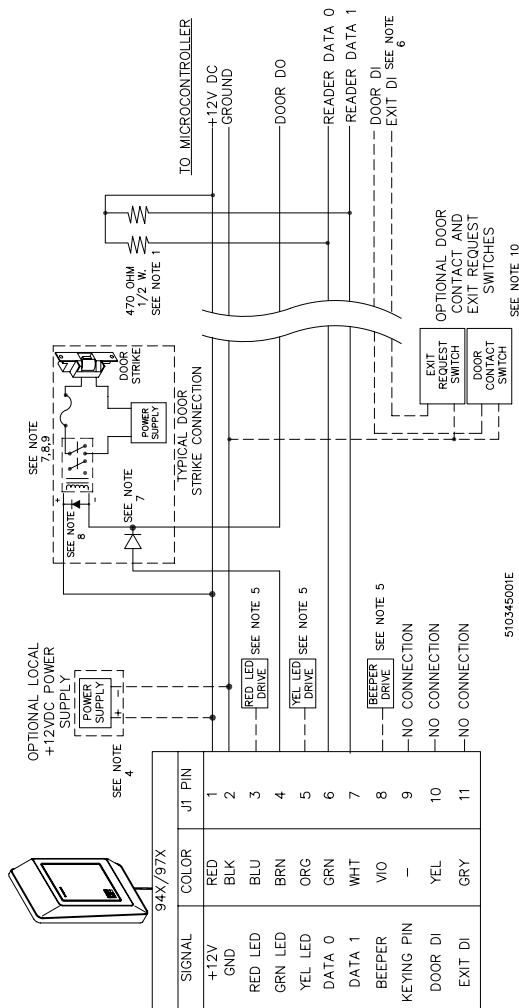 94X/97X
SIGNAL COLOR J1 PIN
+12V RED 1
GND BLK 2
RED LED BLU 3
GRN LED BRN 4
YEL LED ORG 5
DATA 0 GRN 6
DATA 1 WHT 7
BEEPER VIO 8
KEYING PIN – 9
DOOR DI YEL 10
EXIT DI GRY 11
OPTIONAL LOCAL
+12VDC POWER
SUPPLY
POWER
SUPPLY
+ -
SEE NOTE
4
RED LED
DRIVE
SEE NOTE 5
YEL LED
DRIVE
SEE NOTE 5
BEEPER
DRIVE
SEE NOTE 5
NO CONNECTION
NO CONNECTION
NO CONNECTION
SEE NOTE
7,8,9
+
-
SEE NOTE
8
SEE NOTE
7
DOOR
STRIKE
POWER
SUPPLY
TYPICAL DOOR
STRIKE CONNECTION
470 OHM
1/2 W.
SEE NOTE 1
TO MICROCONTROLLER
+12V DC
GROUND
DOOR DO
READER DATA 0
READER DATA 1
DOOR DI
EXIT DI SEE NOTE
6
EXIT
REQUEST
SWITCH
DOOR
CONTACT
SWITCH
OPTIONAL DOOR
CONTACT AND
EXIT REQUEST
SWITCHES
SEE NOTE 10
510345001E